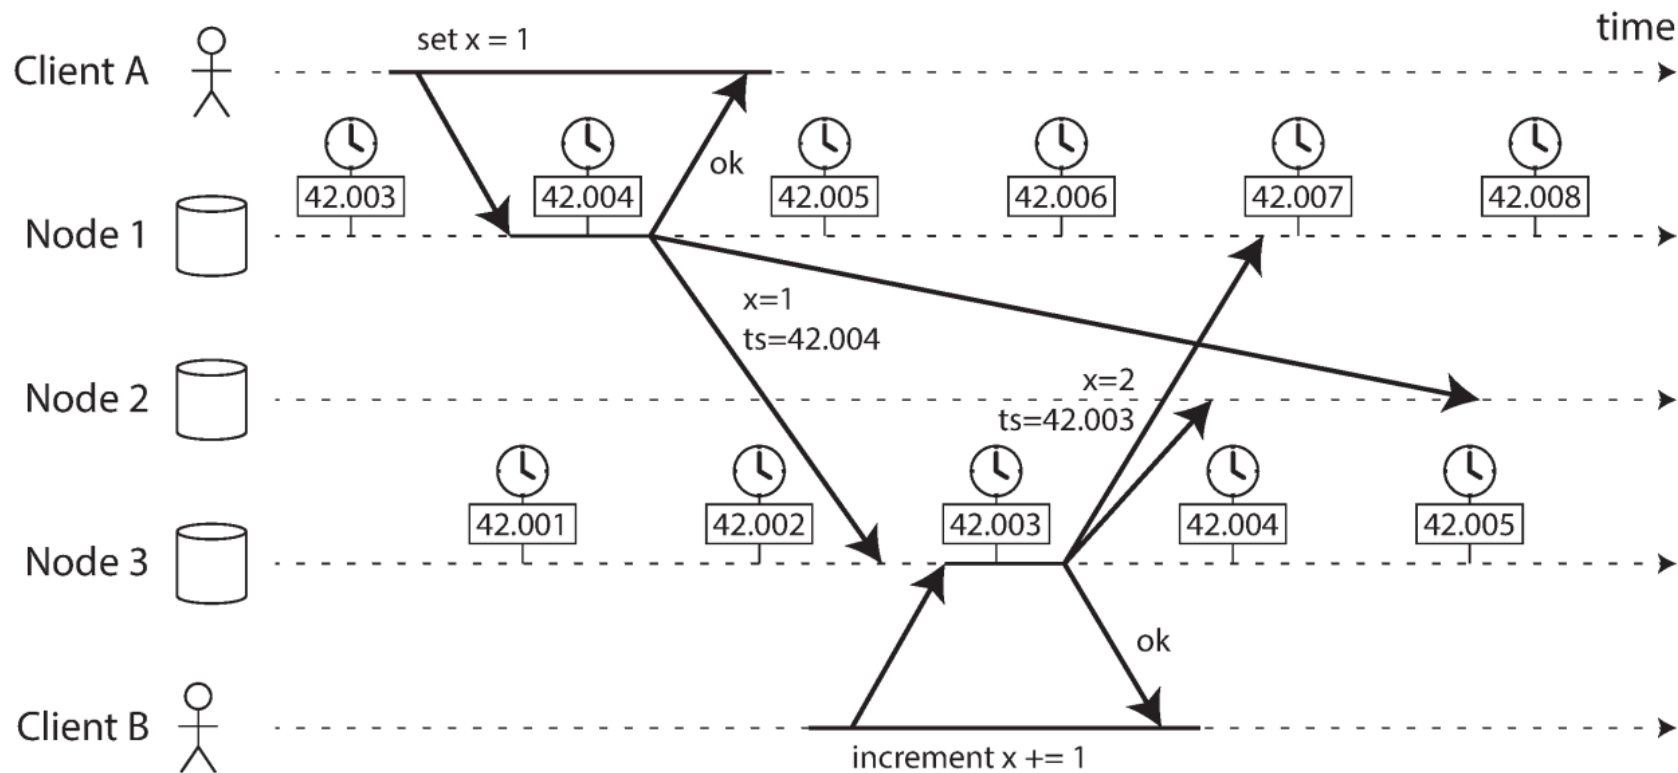 time
set x = 1
Client A
ok
42.003
42.004
42.005
42.006
42.007
42.008
Node 1
x=1
ts=42.004
x=2
ts=42.003
Node 2
42.001
42.002
42.003
42.004
42.005
Node 3
ok
Client B
increment x += 1